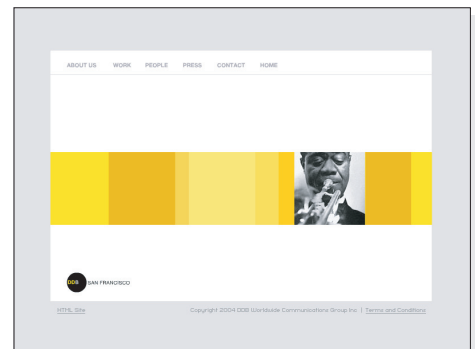 ABOUT US WORK PEOPLE PRESS CONTACT HOME
DDB SAN FRANCISCO
HTML Site Copyright 2004 DDB Worldwide Communications Group Inc | Terms and Conditions